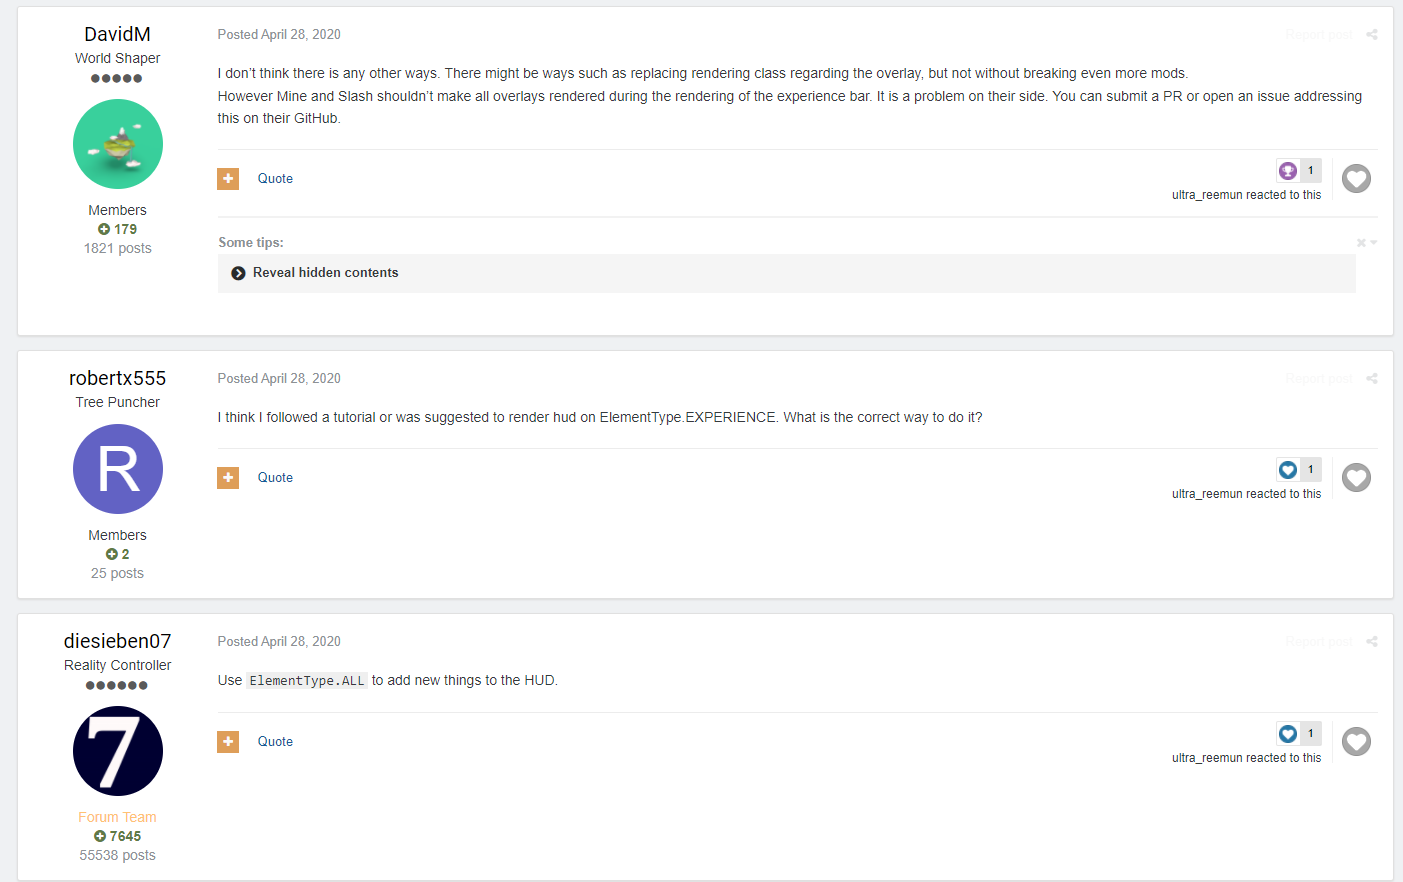 DavidM
World Shaper
Members
179
1821 posts
Posted April 28, 2020
Report post
I don’t think there is any other ways. There might be ways such as replacing rendering class regarding the overlay, but not without breaking even more mods.
However Mine and Slash shouldn’t make all overlays rendered during the rendering of the experience bar. It is a problem on their side. You can submit a PR or open an issue addressing
this on their GitHub.
+ Quote
1
ultra_reemun reacted to this
Some tips:
Reveal hidden contents
robertx555
Tree Puncher
R
Members
2
25 posts
Posted April 28, 2020
Report post
I think I followed a tutorial or was suggested to render hud on ElementType.EXPERIENCE. What is the correct way to do it?
+ Quote
1
ultra_reemun reacted to this
diesieben07
Reality Controller
7
Forum Team
7645
55538 posts
Posted April 28, 2020
Report post
Use ElementType.ALL to add new things to the HUD.
+ Quote
1
ultra_reemun reacted to this